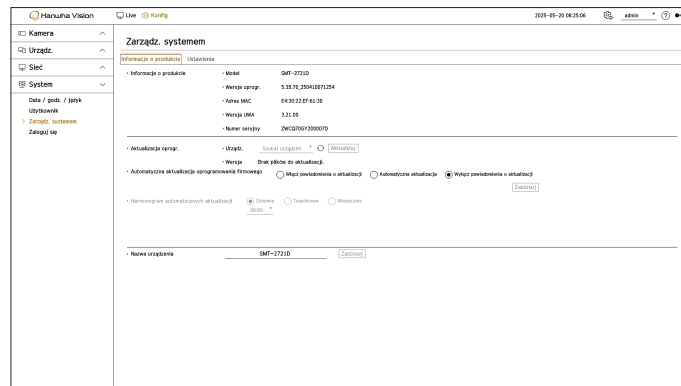 Hanwha Vision Live Konfig 2025-05-20 08:25:06 admin
Kamera
Urządz.
Sieć
System
Data / godz. / język
Użytkownik
Zarządz. systemem
Zaloguj się
Zarządz. systemem
Informacje o produkcie Ustawienia
Informacje o produkcie Model SMT-2721D
Wersja oprogr. 5.35.70_250410071254
Adres MAC E4:30:22:EF:61:30
Wersja UWA 3.21.00
Numer seryjny ZWCQ70GY200007D
Aktualizacja oprogr. Urządz. Szukaj urządzeń Aktualizuj
Wersja Brak plików do aktualizacji.
Automatyczna aktualizacja oprogramowania firmowego Włącz powiadomienia o aktualizacji Automatyczna aktualizacja Wyłącz powiadomienia o aktualizacji
Zastosuj
Harmonogram automatycznych aktualizacji Dziennie Tygodniowo Miesięcznie
00:00
Nazwa urządzenia SMT-2721D Zastosuj